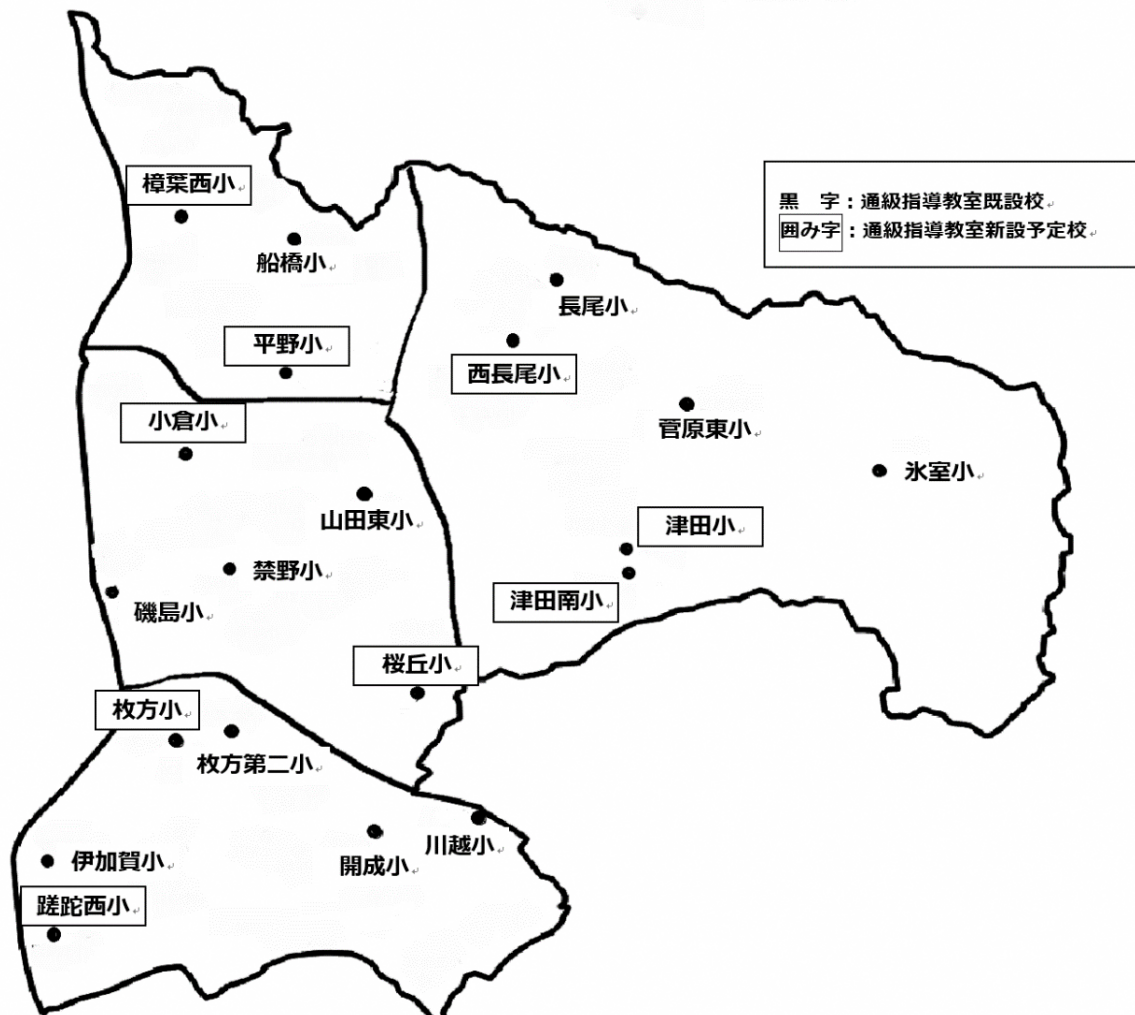 樟葉西小
黒　字：通級指導教室既設校
囲み字：通級指導教室新設予定校
船橋小
長尾小
平野小
西長尾小
小倉小
菅原東小
氷室小
山田東小
津田小
禁野小
津田南小
磯島小
桜丘小
枚方小
枚方第二小
川越小
伊加賀小
開成小
蹉跎西小